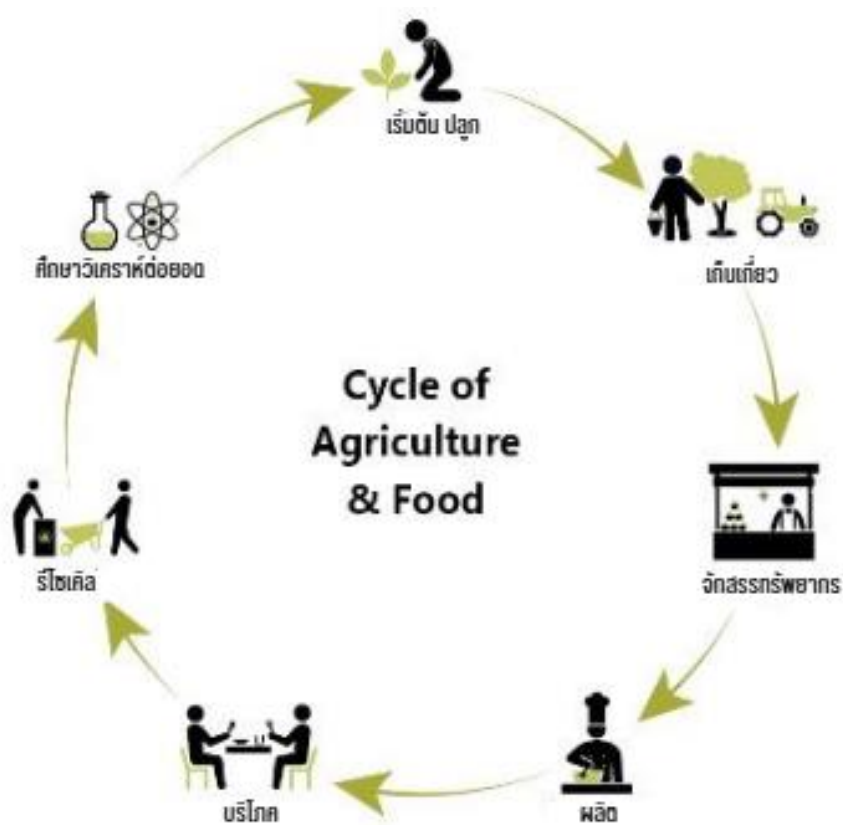 เริ่มต้น ปลูก
เก็บเกี่ยว
จัดสรรทรัพยากร
ผลิต
บริโภค
รีไซเคิล
ศึกษาวิเคราะห์ต่อยอด
Cycle of
Agriculture
& Food